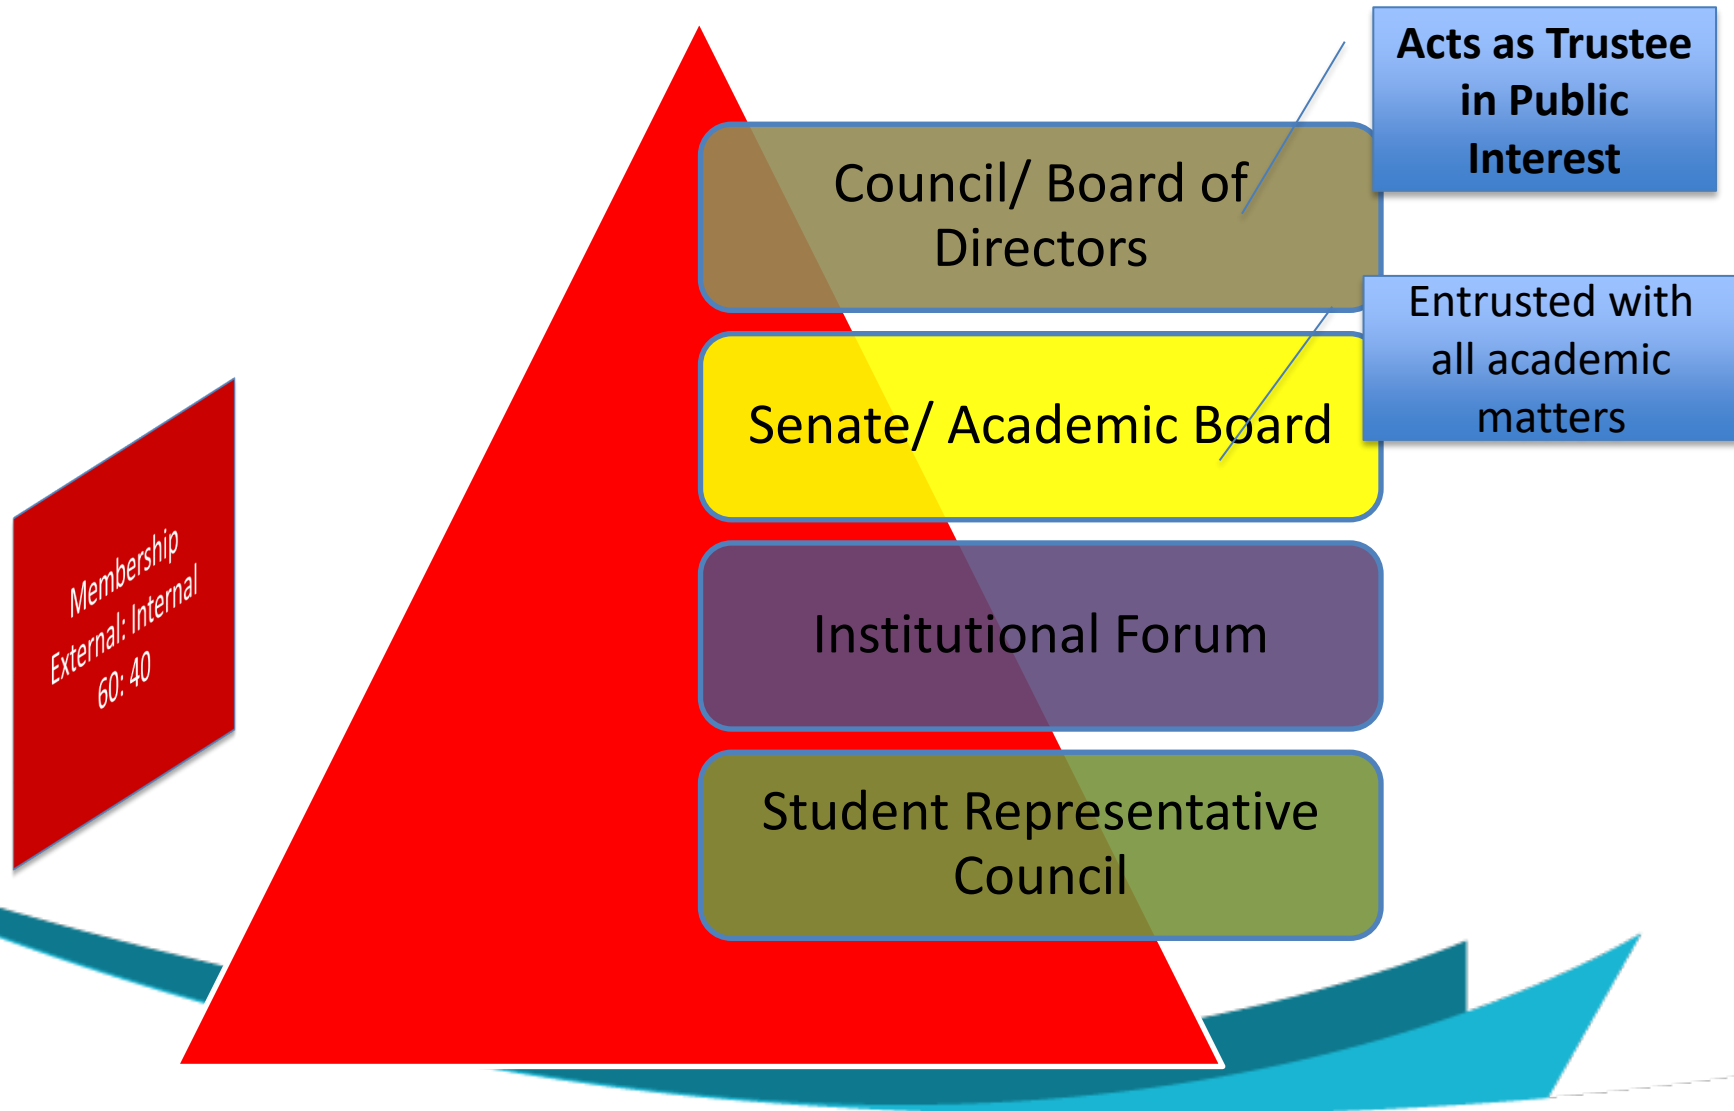 Acts as Trustee
in Public
Interest
Council/ Board of
Directors
Entrusted with
all academic
matters
Senate/ Academic Board
Membership
External: Internal
60: 40
Institutional Forum
Student Representative
Council